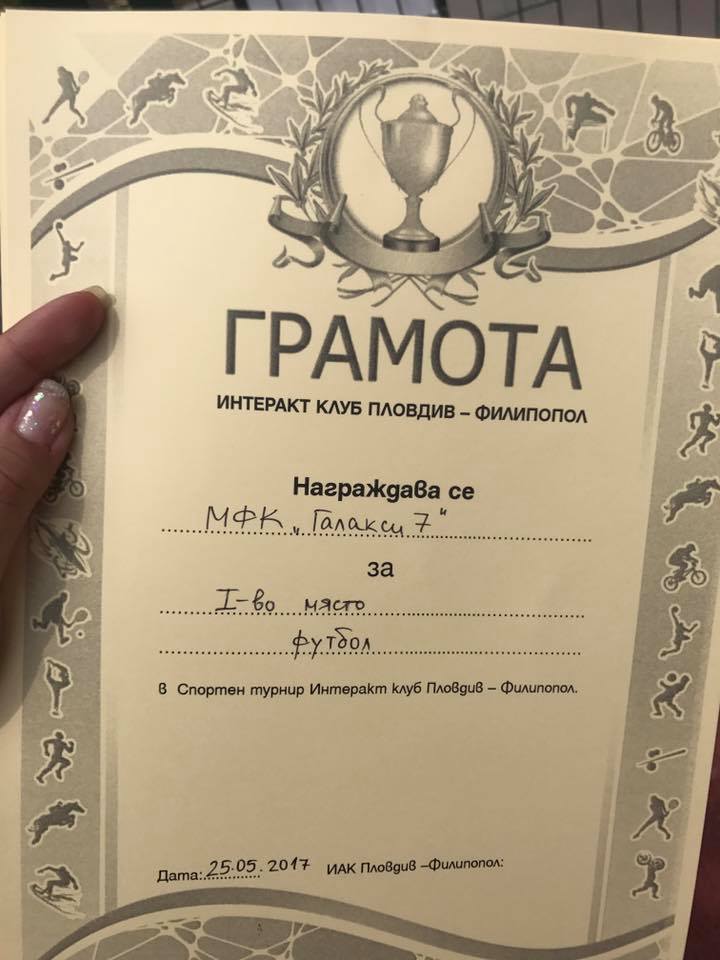 ГРАМОТА
ИНТЕРАКТ КЛУБ ПЛОВДИВ – ФИЛИПОПОЛ
Награждава се
МФК „Галакси 7"
за
I-во място
футбол
в Спортен турнир Интеракт клуб Пловдив – Филипопол.
Дата: 25.05.2017 ИАК Пловдив –Филипопол: